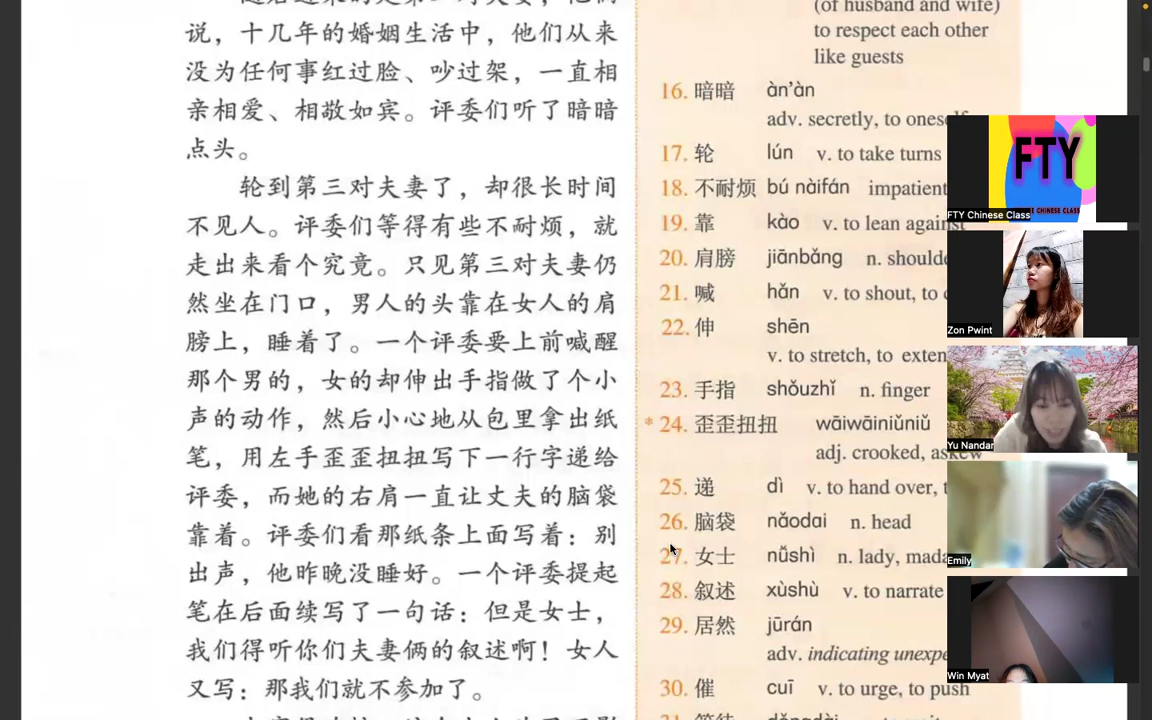 说，十几年的婚姻生活中，他们从来
没为任何事红过脸、吵过架，一直相
亲相爱、相敬如宾。评委们听了暗暗
点头。
轮到第三对夫妻了，却很长时间
不见人。评委们等得有些不耐烦，就
走出来看个究竟。只见第三对夫妻仍
然坐在门口，男人的头靠在女人的肩
膀上，睡着了。一个评委要上前喊醒
那个男的，女的却伸出手指做了个小
声的动作，然后小心地从包里拿出纸
笔，用左手歪歪扭扭写下一行字递给
评委，而她的右肩一直让丈夫的脑袋
靠着。评委们看那纸条上面写着：别
出声，他昨晚没睡好。一个评委提起
笔在后面续写了一句话：但是女士，
我们得听你们夫妻俩的叙述啊！女人
又写：那我们就不参加了。
(of husband and wife)
to respect each other
like guests
16. 暗暗 àn'àn
adv. secretly, to onese
17. 轮 lún v. to take turns
18. 不耐烦 bú nàifán impatient
19. 靠 kào v. to lean against
20. 肩膀 jiānbǎng n. shoulde
21. 喊 hǎn v. to shout, to
22. 伸 shēn
v. to stretch, to exten
23. 手指 shǒuzhǐ n. finger
* 24. 歪歪扭扭 wāiwāiniǔniǔ
adj. crooked, askew
25. 递 dì v. to hand over,
26. 脑袋 nǎodai n. head
27. 女士 nǚshì n. lady, mada
28. 叙述 xùshù v. to narrate
29. 居然 jūrán
adv. indicating unexpe
30. 催 cuī v. to urge, to push
FTY
CHINESE CLASS
FTY Chinese Class
Zon Pwint
Yu Nandar
Emily
Win Myat